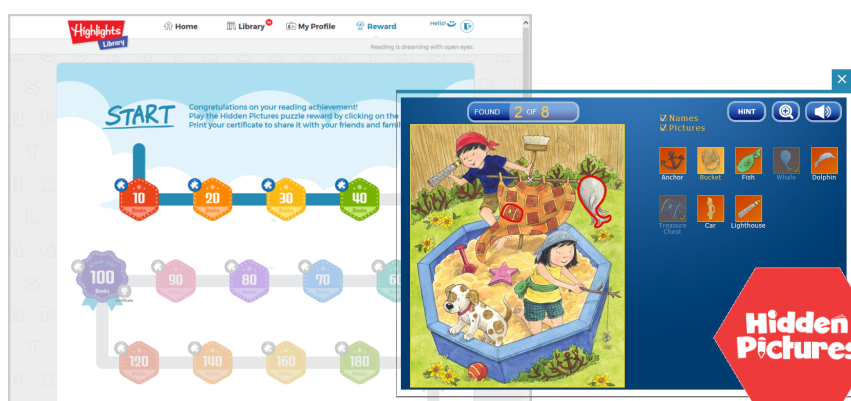 Highlights
Library
Home
Library
My Profile
Reward
Hello!
Reading is dreaming with open eyes.
START
Congratulations on your reading achievement!
Play the Hidden Pictures puzzle reward by clicking on the
Print your certificate to share it with your friends and famil
10
20
30
40
100
Books
90
80
70
60
120
140
160
180
FOUND 2 OF 8
Names
Pictures
HINT
Anchor
Bucket
Fish
Whale
Dolphin
Treasure
Chest
Car
Lighthouse
Hidden
Pictures